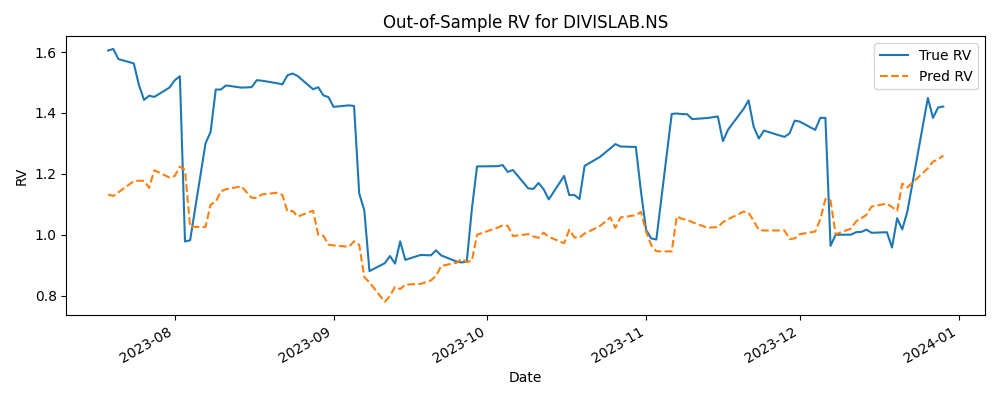 Out-of-Sample RV for DIVISLAB.NS
True RV
Pred RV
RV
1.6
1.4
1.2
1.0
0.8
2023-08
2023-09
2023-10
2023-11
2023-12
2024-01
Date